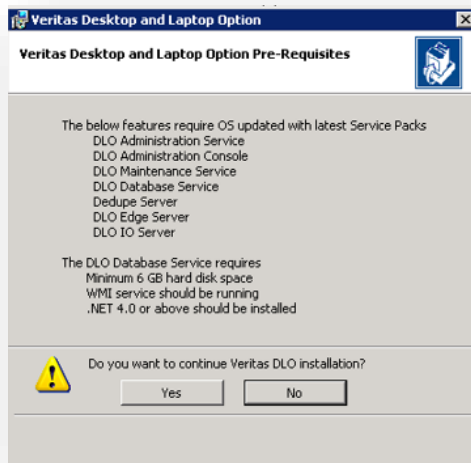 Veritas Desktop and Laptop Option
Veritas Desktop and Laptop Option Pre-Requisites
The below features require OS updated with latest Service Packs
DLO Administration Service
DLO Administration Console
DLO Maintenance Service
DLO Database Service
Dedupe Server
DLO Edge Server
DLO IO Server
The DLO Database Service requires
Minimum 6 GB hard disk space
WMI service should be running
.NET 4.0 or above should be installed
Do you want to continue Veritas DLO installation?
Yes
No